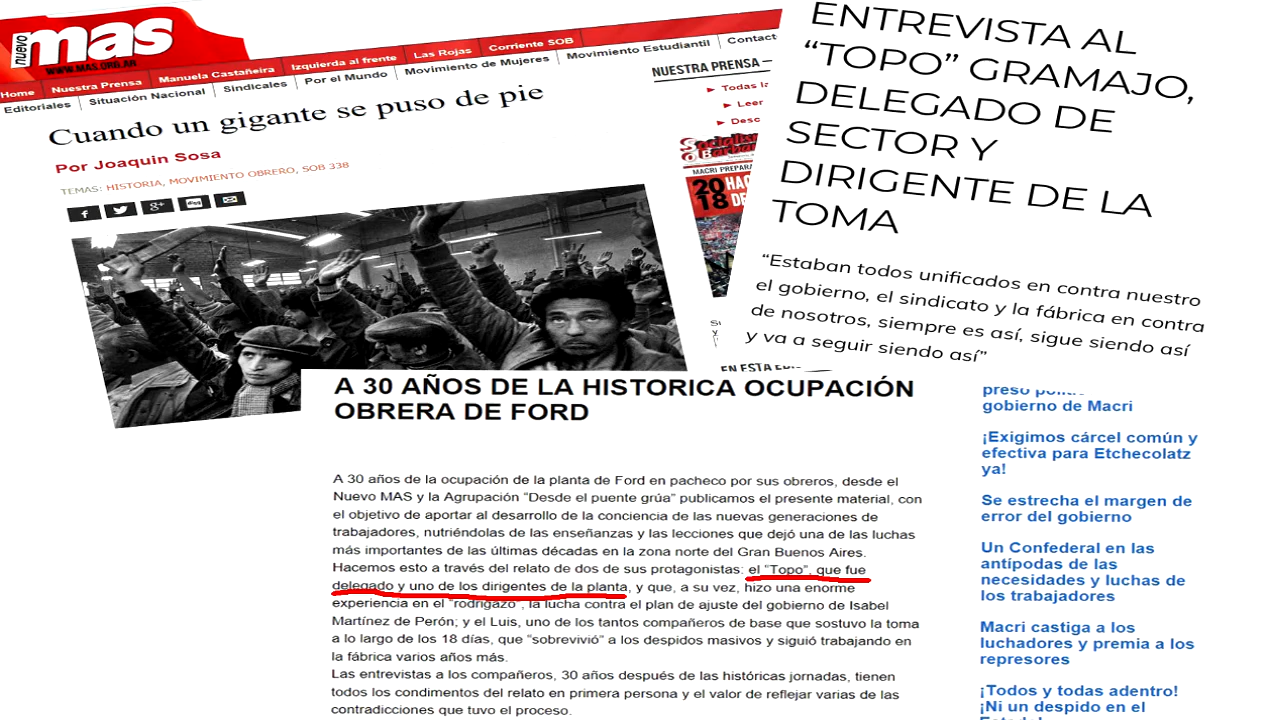 nuevo
mas
WWW.MAS.ORG.AR
Home Nuestra Prensa Manuela Castañeira Izquierda al frente Las Rojas Corriente SOB
Editoriales Situación Nacional Sindicales Por el Mundo Movimiento de Mujeres Movimiento Estudiantil
Cuando un gigante se puso de pie
Por Joaquin Sosa
TEMAS: HISTORIA, MOVIMIENTO OBRERO, SOB 338
NUESTRA PRENSA
Todas
Leer
Socialismo
o Barbarie
MACRI
2018
ENTREVISTA AL
“TOPO” GRAMAJO,
DELEGADO DE
SECTOR Y
DIRIGENTE DE LA
TOMA
“Estaban todos unificados en contra nuestro
el gobierno, el sindicato y la fábrica en contra
de nosotros, siempre es así, sigue siendo así
y va a seguir siendo así”
A 30 AÑOS DE LA HISTORICA OCUPACIÓN
OBRERA DE FORD
A 30 años de la ocupación de la planta de Ford en pacheco por sus obreros, desde el
Nuevo MAS y la Agrupación “Desde el puente grúa” publicamos el presente material, con
el objetivo de aportar al desarrollo de la conciencia de las nuevas generaciones de
trabajadores, nutriéndolas de las enseñanzas y las lecciones que dejó una de las luchas
más importantes de las últimas décadas en la zona norte del Gran Buenos Aires.
Hacemos esto a través del relato de dos de sus protagonistas: el “Topo”, que fue
delegado y uno de los dirigentes de la planta, y que, a su vez, hizo una enorme
experiencia en el “rodrigazo”, la lucha contra el plan de ajuste del gobierno de Isabel
Martínez de Perón; y el Luis, uno de los tantos compañeros de base que sostuvo la toma
a lo largo de los 18 días, que “sobrevivió” a los despidos masivos y siguió trabajando en
la fábrica varios años más.
Las entrevistas a los compañeros, 30 años después de las históricas jornadas, tienen
todos los condimentos del relato en primera persona y el valor de reflejar varias de las
contradicciones que tuvo el proceso.
preso
gobierno de Macri
¡Exigimos cárcel común y
efectiva para Etchecolatz
ya!
Se estrecha el margen de
error del gobierno
Un Confederal en las
antípodas de las
necesidades y luchas de
los trabajadores
Macri castiga a los
luchadores y premia a los
represores
¡Todos y todas adentro!
¡Ni un despido en el